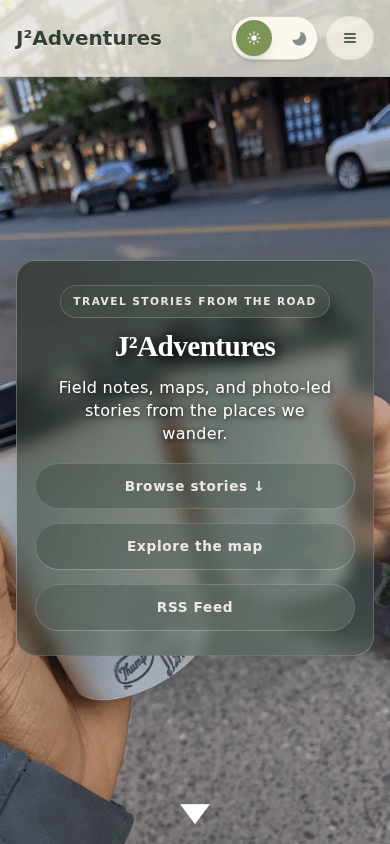 J²Adventures
TRAVEL STORIES FROM THE ROAD
J²Adventures
Field notes, maps, and photo-led
stories from the places we
wander.
Browse stories ↓
Explore the map
RSS Feed
Thump